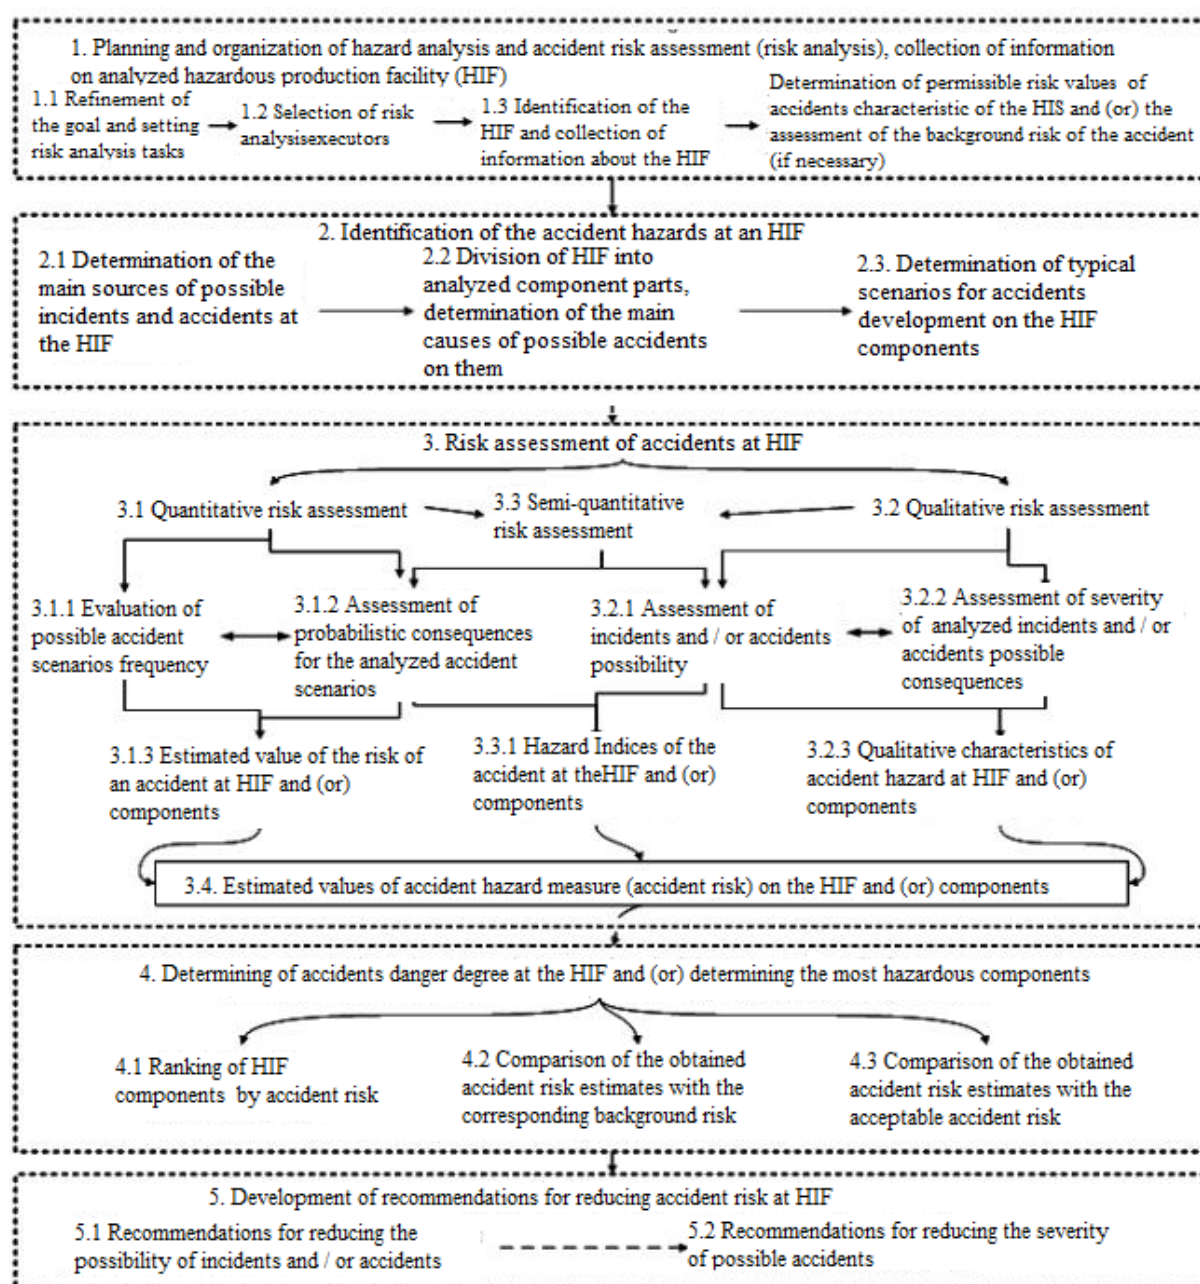 1. Planning and organization of hazard analysis and accident risk assessment (risk analysis), collection of information
on analyzed hazardous production facility (HIF)
1.1 Refinement of
the goal and setting
risk analysis tasks
1.2 Selection of risk
analysisexecutors
1.3 Identification of the
HIF and collection of
information about the HIF
Determination of permissible risk values of
accidents characteristic of the HIS and (or) the
assessment of the background risk of the accident
(if necessary)
2. Identification of the accident hazards at an HIF
2.1 Determination of the
main sources of possible
incidents and accidents at
the HIF
2.2 Division of HIF into
analyzed component parts,
determination of the main
causes of possible accidents
on them
2.3. Determination of typical
scenarios for accidents
development on the HIF
components
3. Risk assessment of accidents at HIF
3.1 Quantitative risk assessment
3.3 Semi-quantitative
risk assessment
3.2 Qualitative risk assessment
3.1.1 Evaluation of
possible accident
scenarios frequency
3.1.2 Assessment of
probabilistic consequences
for the analyzed accident
scenarios
3.2.1 Assessment of
incidents and / or accidents
possibility
3.2.2 Assessment of severity
of analyzed incidents and / or
accidents possible
consequences
3.1.3 Estimated value of the risk of
an accident at HIF and (or)
components
3.3.1 Hazard Indices of the
accident at theHIF and (or)
components
3.2.3 Qualitative characteristics of
accident hazard at HIF and (or)
components
3.4. Estimated values of accident hazard measure (accident risk) on the HIF and (or) components
4. Determining of accidents danger degree at the HIF and (or) determining the most hazardous components
4.1 Ranking of HIF
components by accident risk
4.2 Comparison of the obtained
accident risk estimates with the
corresponding background risk
4.3 Comparison of the obtained
accident risk estimates with the
acceptable accident risk
5. Development of recommendations for reducing accident risk at HIF
5.1 Recommendations for reducing the
possibility of incidents and / or accidents
5.2 Recommendations for reducing the severity
of possible accidents